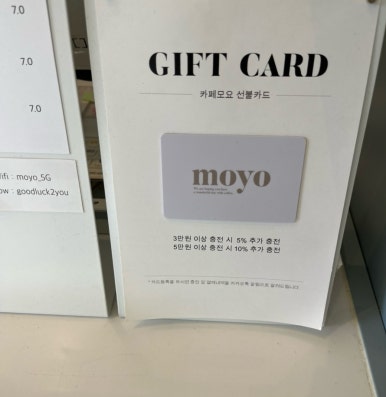 7.0
7.0
7.0
ifi : moyo_5G
ow : goodluck2you
GIFT CARD
카페모요 선불카드
moyo
3만원 이상 충전 시 5% 추가 충전
5만원 이상 충전 시 10% 추가 충전